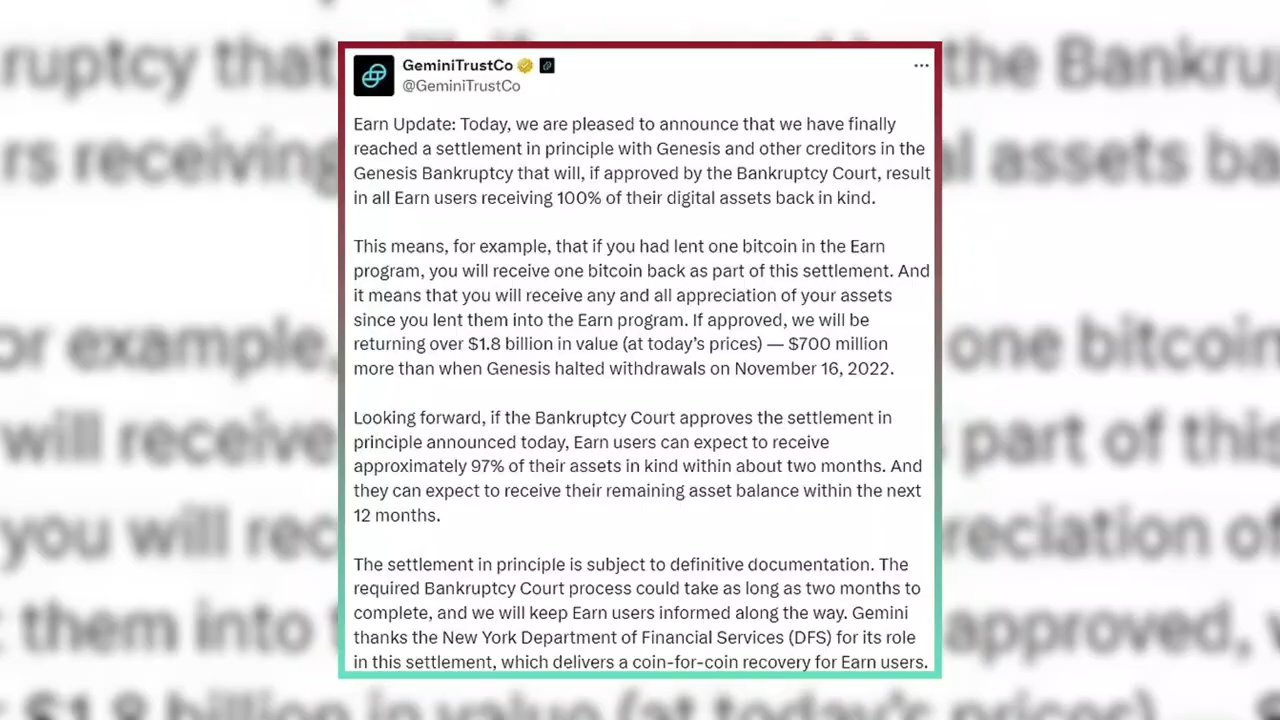 GeminiTrustCo
@GeminiTrustCo
Earn Update: Today, we are pleased to announce that we have finally
reached a settlement in principle with Genesis and other creditors in the
Genesis Bankruptcy that will, if approved by the Bankruptcy Court, result
in all Earn users receiving 100% of their digital assets back in kind.
This means, for example, that if you had lent one bitcoin in the Earn
program, you will receive one bitcoin back as part of this settlement. And
it means that you will receive any and all appreciation of your assets
since you lent them into the Earn program. If approved, we will be
returning over $1.8 billion in value (at today's prices) — $700 million
more than when Genesis halted withdrawals on November 16, 2022.
Looking forward, if the Bankruptcy Court approves the settlement in
principle announced today, Earn users can expect to receive
approximately 97% of their assets in kind within about two months. And
they can expect to receive their remaining asset balance within the next
12 months.
The settlement in principle is subject to definitive documentation. The
required Bankruptcy Court process could take as long as two months to
complete, and we will keep Earn users informed along the way. Gemini
thanks the New York Department of Financial Services (DFS) for its role
in this settlement, which delivers a coin-for-coin recovery for Earn users.